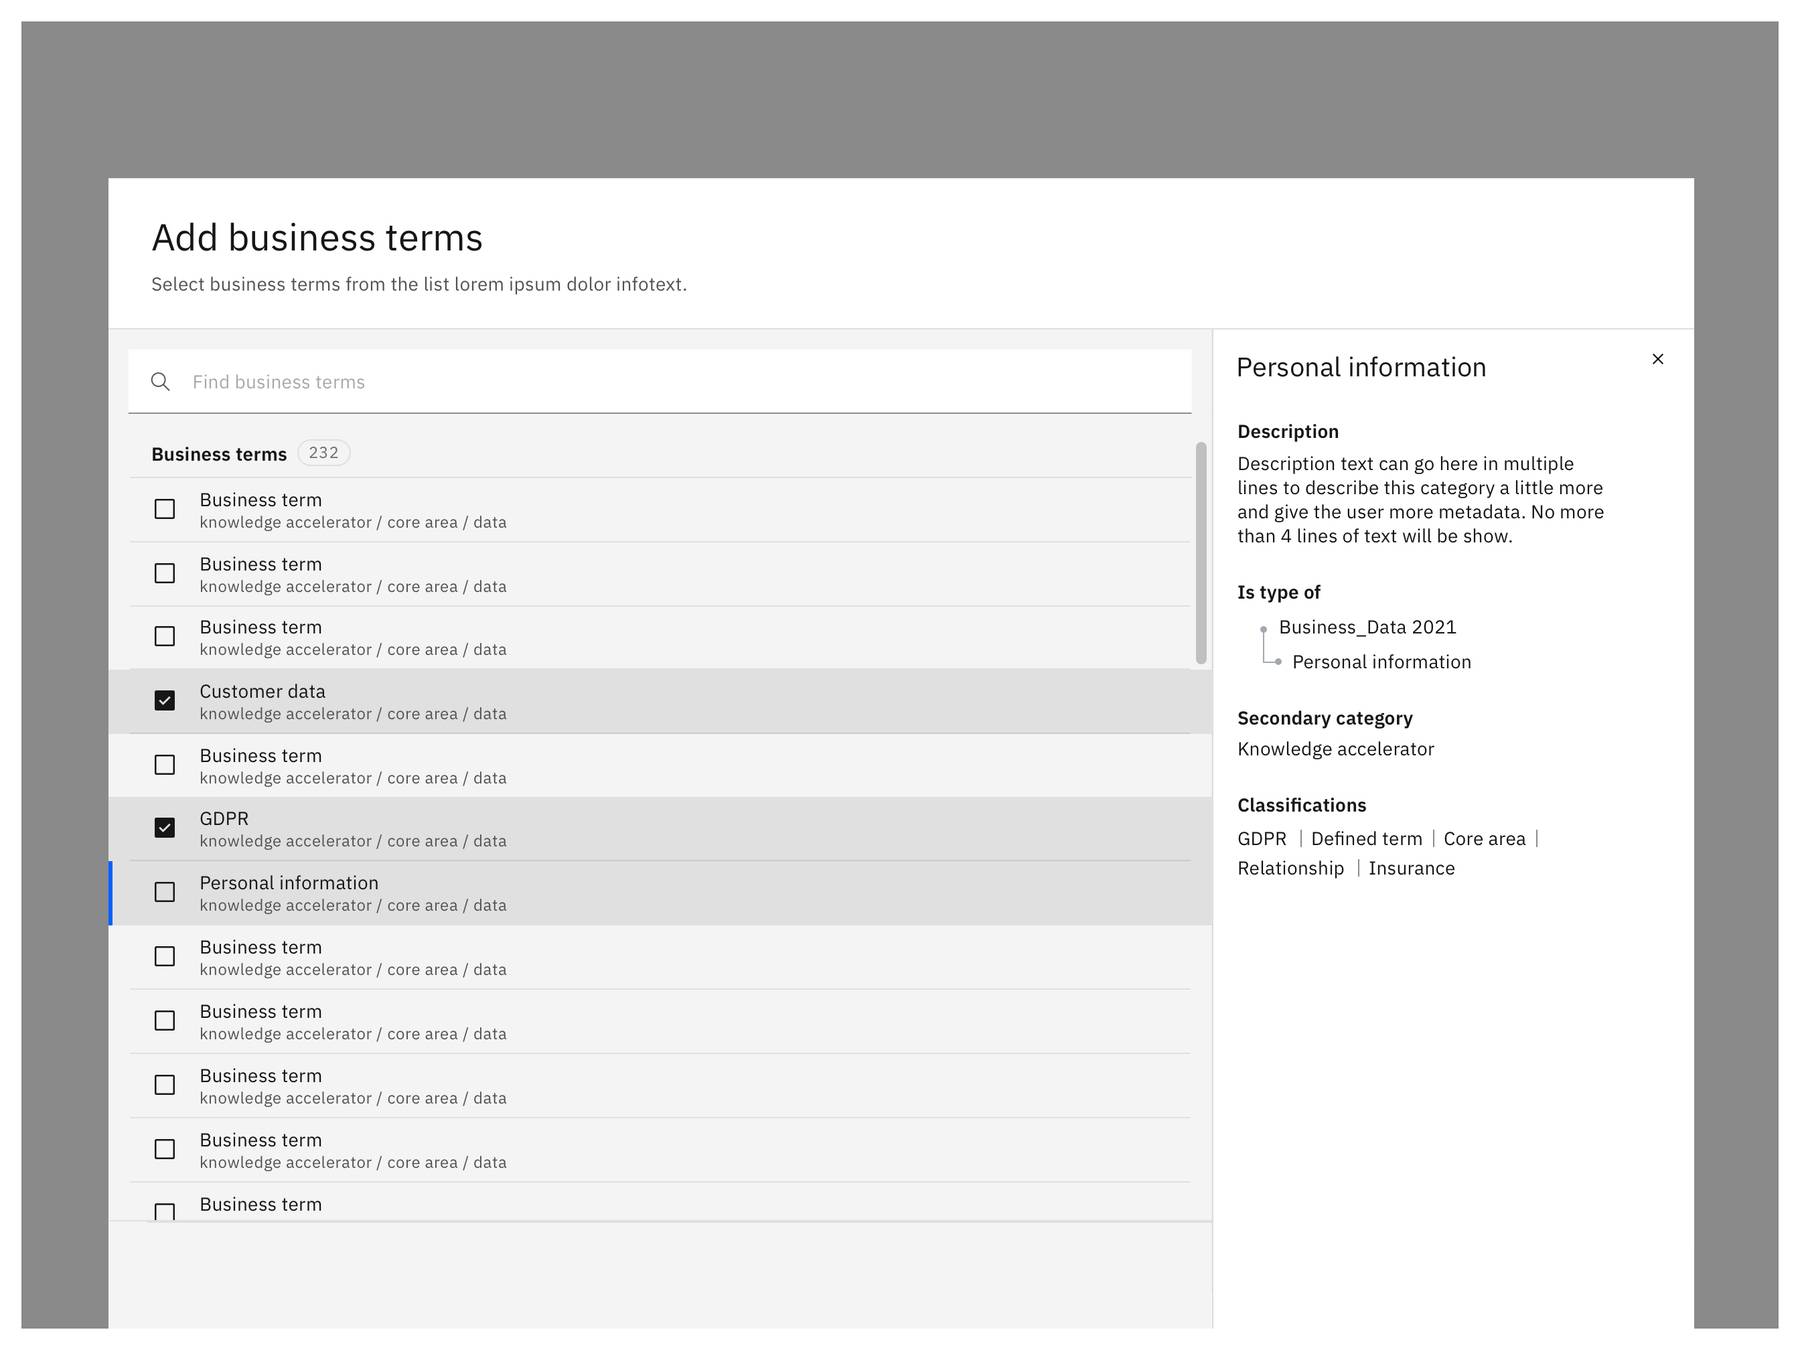 Add business terms
Select business terms from the list lorem ipsum dolor infotext.
Find business terms
Business terms 232
Business term
knowledge accelerator / core area / data
Business term
knowledge accelerator / core area / data
Business term
knowledge accelerator / core area / data
Customer data
knowledge accelerator / core area / data
Business term
knowledge accelerator / core area / data
GDPR
knowledge accelerator / core area / data
Personal information
knowledge accelerator / core area / data
Business term
knowledge accelerator / core area / data
Business term
knowledge accelerator / core area / data
Business term
knowledge accelerator / core area / data
Business term
knowledge accelerator / core area / data
Business term
Personal information
Description
Description text can go here in multiple
lines to describe this category a little more
and give the user more metadata. No more
than 4 lines of text will be show.
Is type of
Business_Data 2021
Personal information
Secondary category
Knowledge accelerator
Classifications
GDPR | Defined term | Core area |
Relationship | Insurance